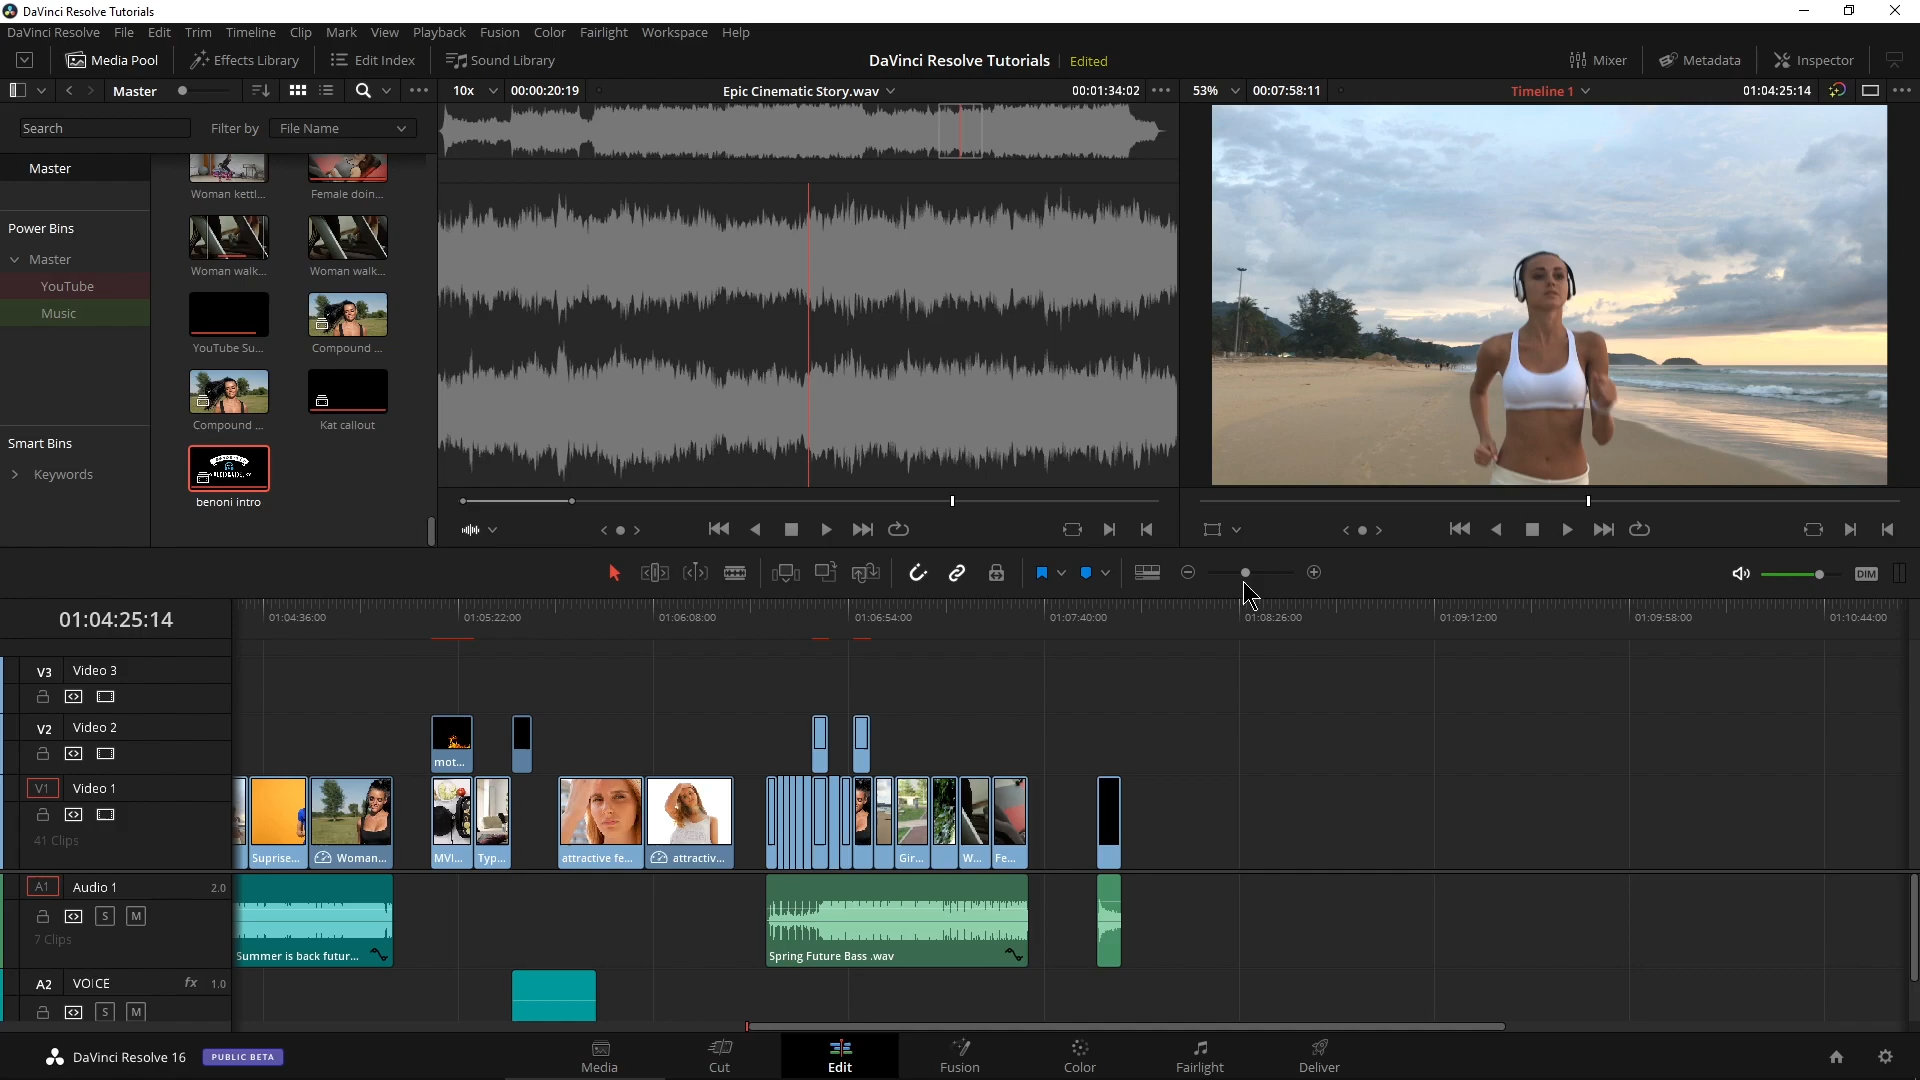 DaVinci Resolve Tutorials
DaVinci Resolve File Edit Trim Timeline Clip Mark View Playback Fusion Color Fairlight Workspace Help
Media Pool Effects Library Edit Index Sound Library DaVinci Resolve Tutorials Edited Mixer Metadata Inspector
Master 10x 00:00:20:19 Epic Cinematic Story.wav 00:01:34:02 53% 00:07:58:11 Timeline 1 01:04:25:14
Search Filter by File Name
Master
Woman kettl... Female doin...
Power Bins
Master
Woman walk... Woman walk...
YouTube
Music
YouTube Su... Compound ...
Compound ... Kat callout
Smart Bins
Keywords
benoni intro
DIM
01:04:25:14 01:04:36:00 01:05:22:00 01:06:08:00 01:06:54:00 01:07:40:00 01:08:26:00 01:09:12:00 01:09:58:00 01:10:44:00
V3 Video 3
V2 Video 2
mot...
V1 Video 1
41 Clips
Suprise... Woman... MVI... Typ... attractive fe... attractiv... Gir... W... Fe...
A1 Audio 1 2.0
S M
7 Clips
Summer is back futur... Spring Future Bass .wav
A2 VOICE fx 1.0
S M
DaVinci Resolve 16 PUBLIC BETA
Media Cut Edit Fusion Color Fairlight Deliver